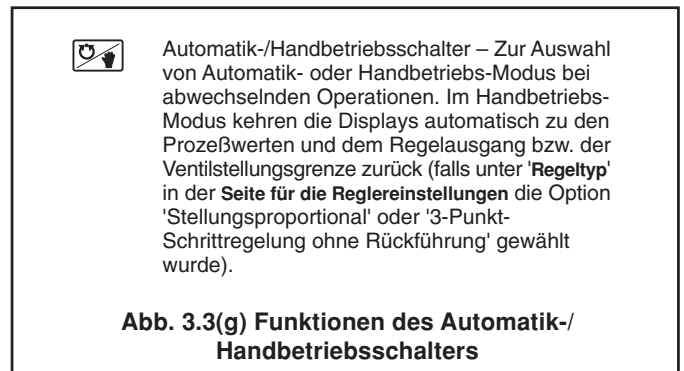 Automatik-/Handbetriebsschalter – Zur Auswahl
von Automatik- oder Handbetriebs-Modus bei
abwechselnden Operationen. Im Handbetriebs-
Modus kehren die Displays automatisch zu den
Prozeßwerten und dem Regelausgang bzw. der
Ventilstellungsgrenze zurück (falls unter 'Regeltyp'
in der Seite für die Reglereinstellungen die Option
'Stellungsproportional' oder '3-Punkt-
Schrittregelung ohne Rückführung' gewählt
wurde).
Abb. 3.3(g) Funktionen des Automatik-/
Handbetriebsschalters